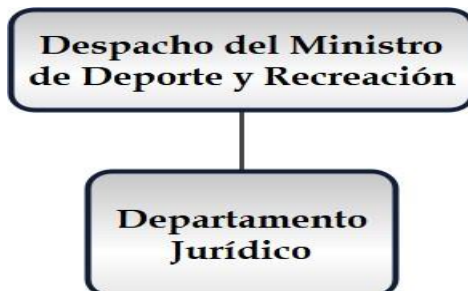 Despacho del Ministro
de Deporte y Recreación
Departamento
Jurídico